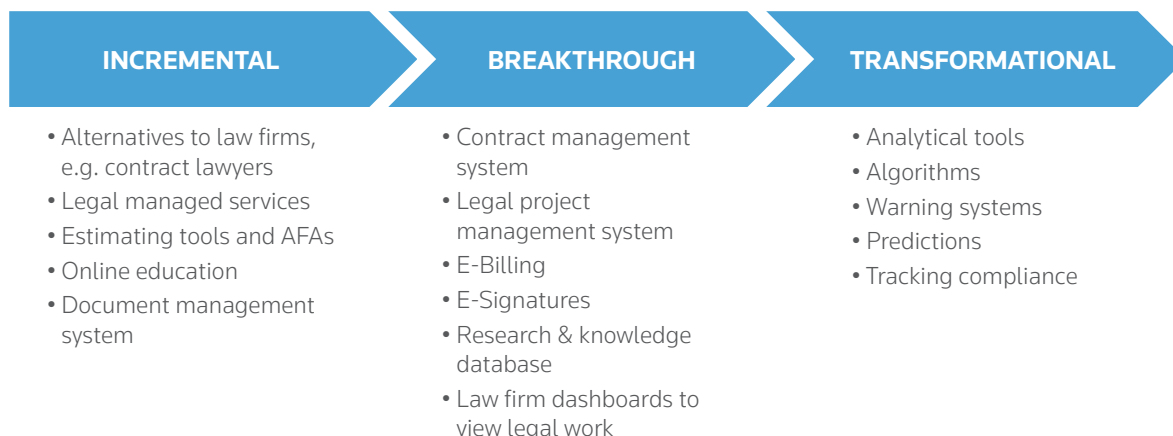 INCREMENTAL
• Alternatives to law firms,
e.g. contract lawyers
• Legal managed services
• Estimating tools and AFAs
• Online education
• Document management
system
BREAKTHROUGH
• Contract management
system
• Legal project
management system
• E-Billing
• E-Signatures
• Research & knowledge
database
• Law firm dashboards to
view legal work
TRANSFORMATIONAL
• Analytical tools
• Algorithms
• Warning systems
• Predictions
• Tracking compliance